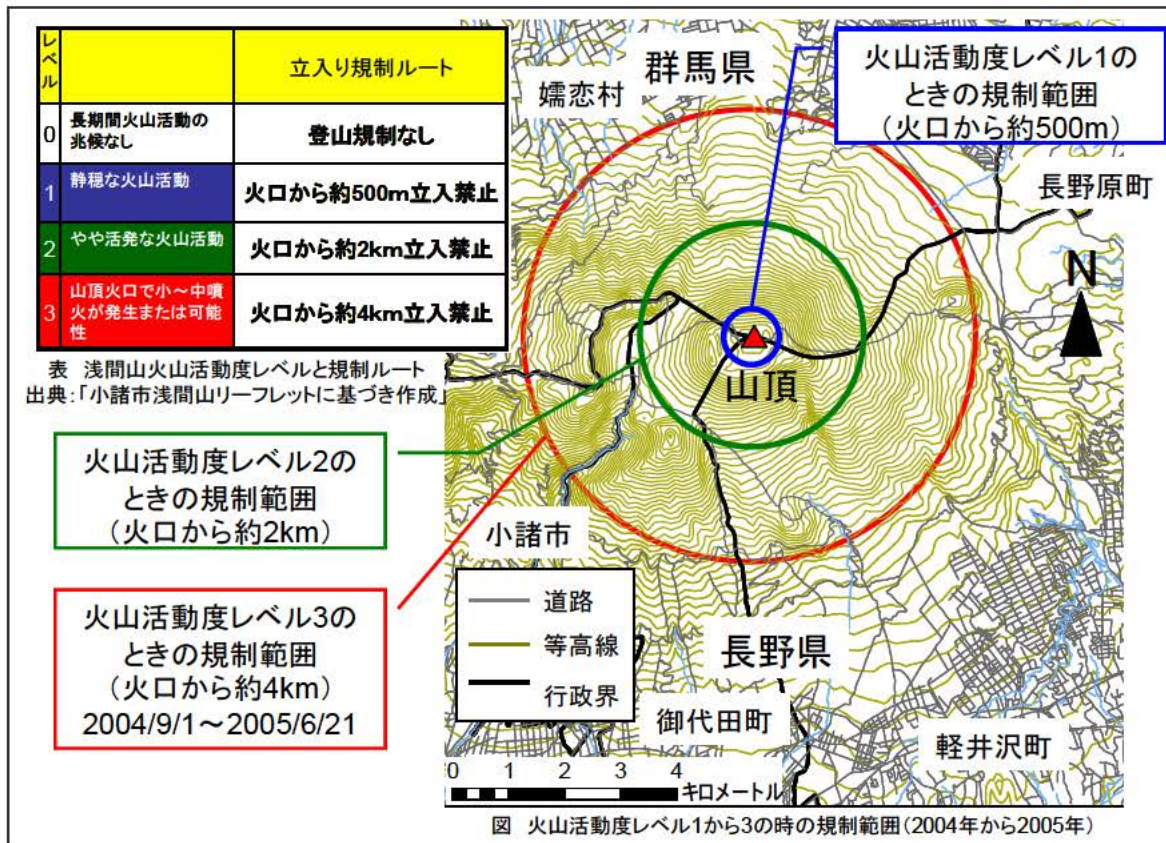 レベル
立入り規制ルート
0
長期間火山活動の
兆候なし
登山規制なし
1
静穏な火山活動
火口から約500m立入禁止
2
やや活発な火山活動
火口から約2km立入禁止
3
山頂火口で小~中噴
火が発生または可能
性
火口から約4km立入禁止
表 浅間山火山活動度レベルと規制ルート
出典:「小諸市浅間山リーフレットに基づき作成」
群馬県
嬬恋村
火山活動度レベル1の
ときの規制範囲
(火口から約500m)
長野原町
N
山頂
火山活動度レベル2の
ときの規制範囲
(火口から約2km)
小諸市
火山活動度レベル3の
ときの規制範囲
(火口から約4km)
2004/9/1~2005/6/21
道路
等高線
行政界
長野県
御代田町
軽井沢町
0 1 2 3 4
キロメートル
図 火山活動度レベル1から3の時の規制範囲(2004年から2005年)